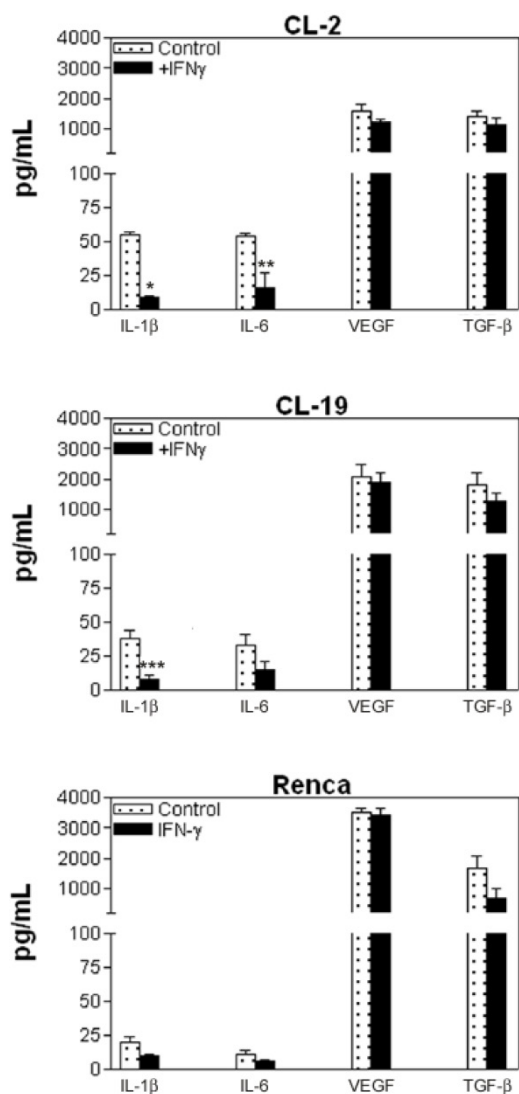 CL-2
Control
+IFNγ
4000
3000
2000
1000
100
75
50
25
0
pg/mL
*
**
IL-1β IL-6 VEGF TGF-β
CL-19
Control
+IFNγ
4000
3000
2000
1000
100
75
50
25
0
pg/mL
***
IL-1β IL-6 VEGF TGF-β
Renca
Control
IFN-γ
4000
3000
2000
1000
100
75
50
25
0
pg/mL
IL-1β IL-6 VEGF TGF-β